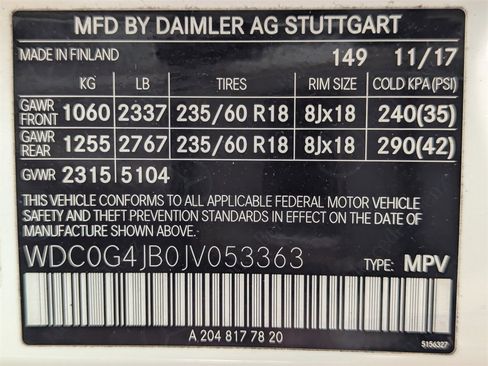 MFD BY DAIMLER AG STUTTGART
MADE IN FINLAND 149 11/17
KG LB TIRES RIM SIZE COLD KPA(PSI)
GAWR FRONT 1060 2337 235/60 R18 8Jx18 240(35)
GAWR REAR 1255 2767 235/60 R18 8Jx18 290(42)
GVWR 2315 5104
THIS VEHICLE CONFORMS TO ALL APPLICABLE FEDERAL MOTOR VEHICLE
SAFETY AND THEFT PREVENTION STANDARDS IN EFFECT ON THE DATE OF
MANUFACTURE SHOWN ABOVE
WDC0G4JB0JV053363 TYPE: MPV
A 204 817 78 20
5156327